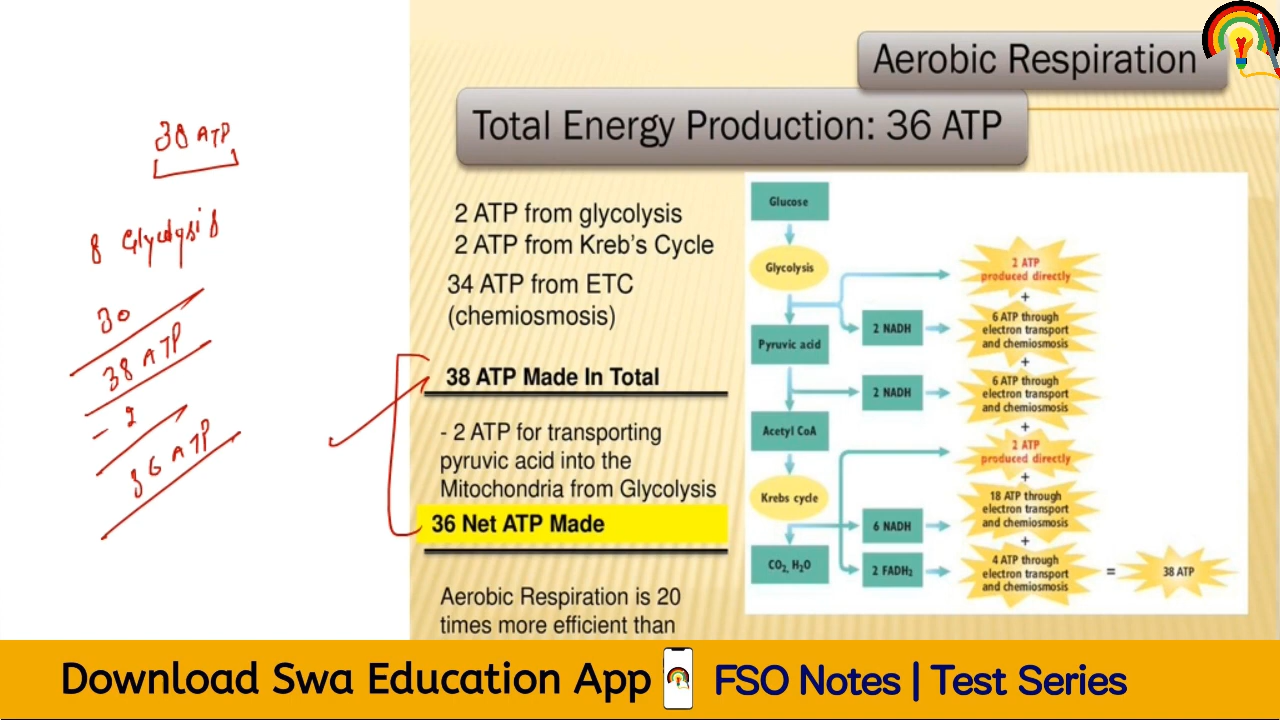 Aerobic Respiration
Total Energy Production: 36 ATP
38 ATP
8 Glycolysis
30
38 ATP
- 2
36 ATP
2 ATP from glycolysis
2 ATP from Kreb's Cycle
34 ATP from ETC
(chemiosmosis)
38 ATP Made In Total
- 2 ATP for transporting
pyruvic acid into the
Mitochondria from Glycolysis
36 Net ATP Made
Aerobic Respiration is 20
times more efficient than
Glucose
Glycolysis
2 ATP
produced directly
+
2 NADH
6 ATP through
electron transport
and chemiosmosis
Pyruvic acid
+
2 NADH
6 ATP through
electron transport
and chemiosmosis
Acetyl CoA
+
2 ATP
produced directly
Krebs cycle
+
6 NADH
18 ATP through
electron transport
and chemiosmosis
+
CO₂, H₂O
2 FADH₂
4 ATP through
electron transport
and chemiosmosis
=
38 ATP
Download Swa Education App
FSO Notes | Test Series